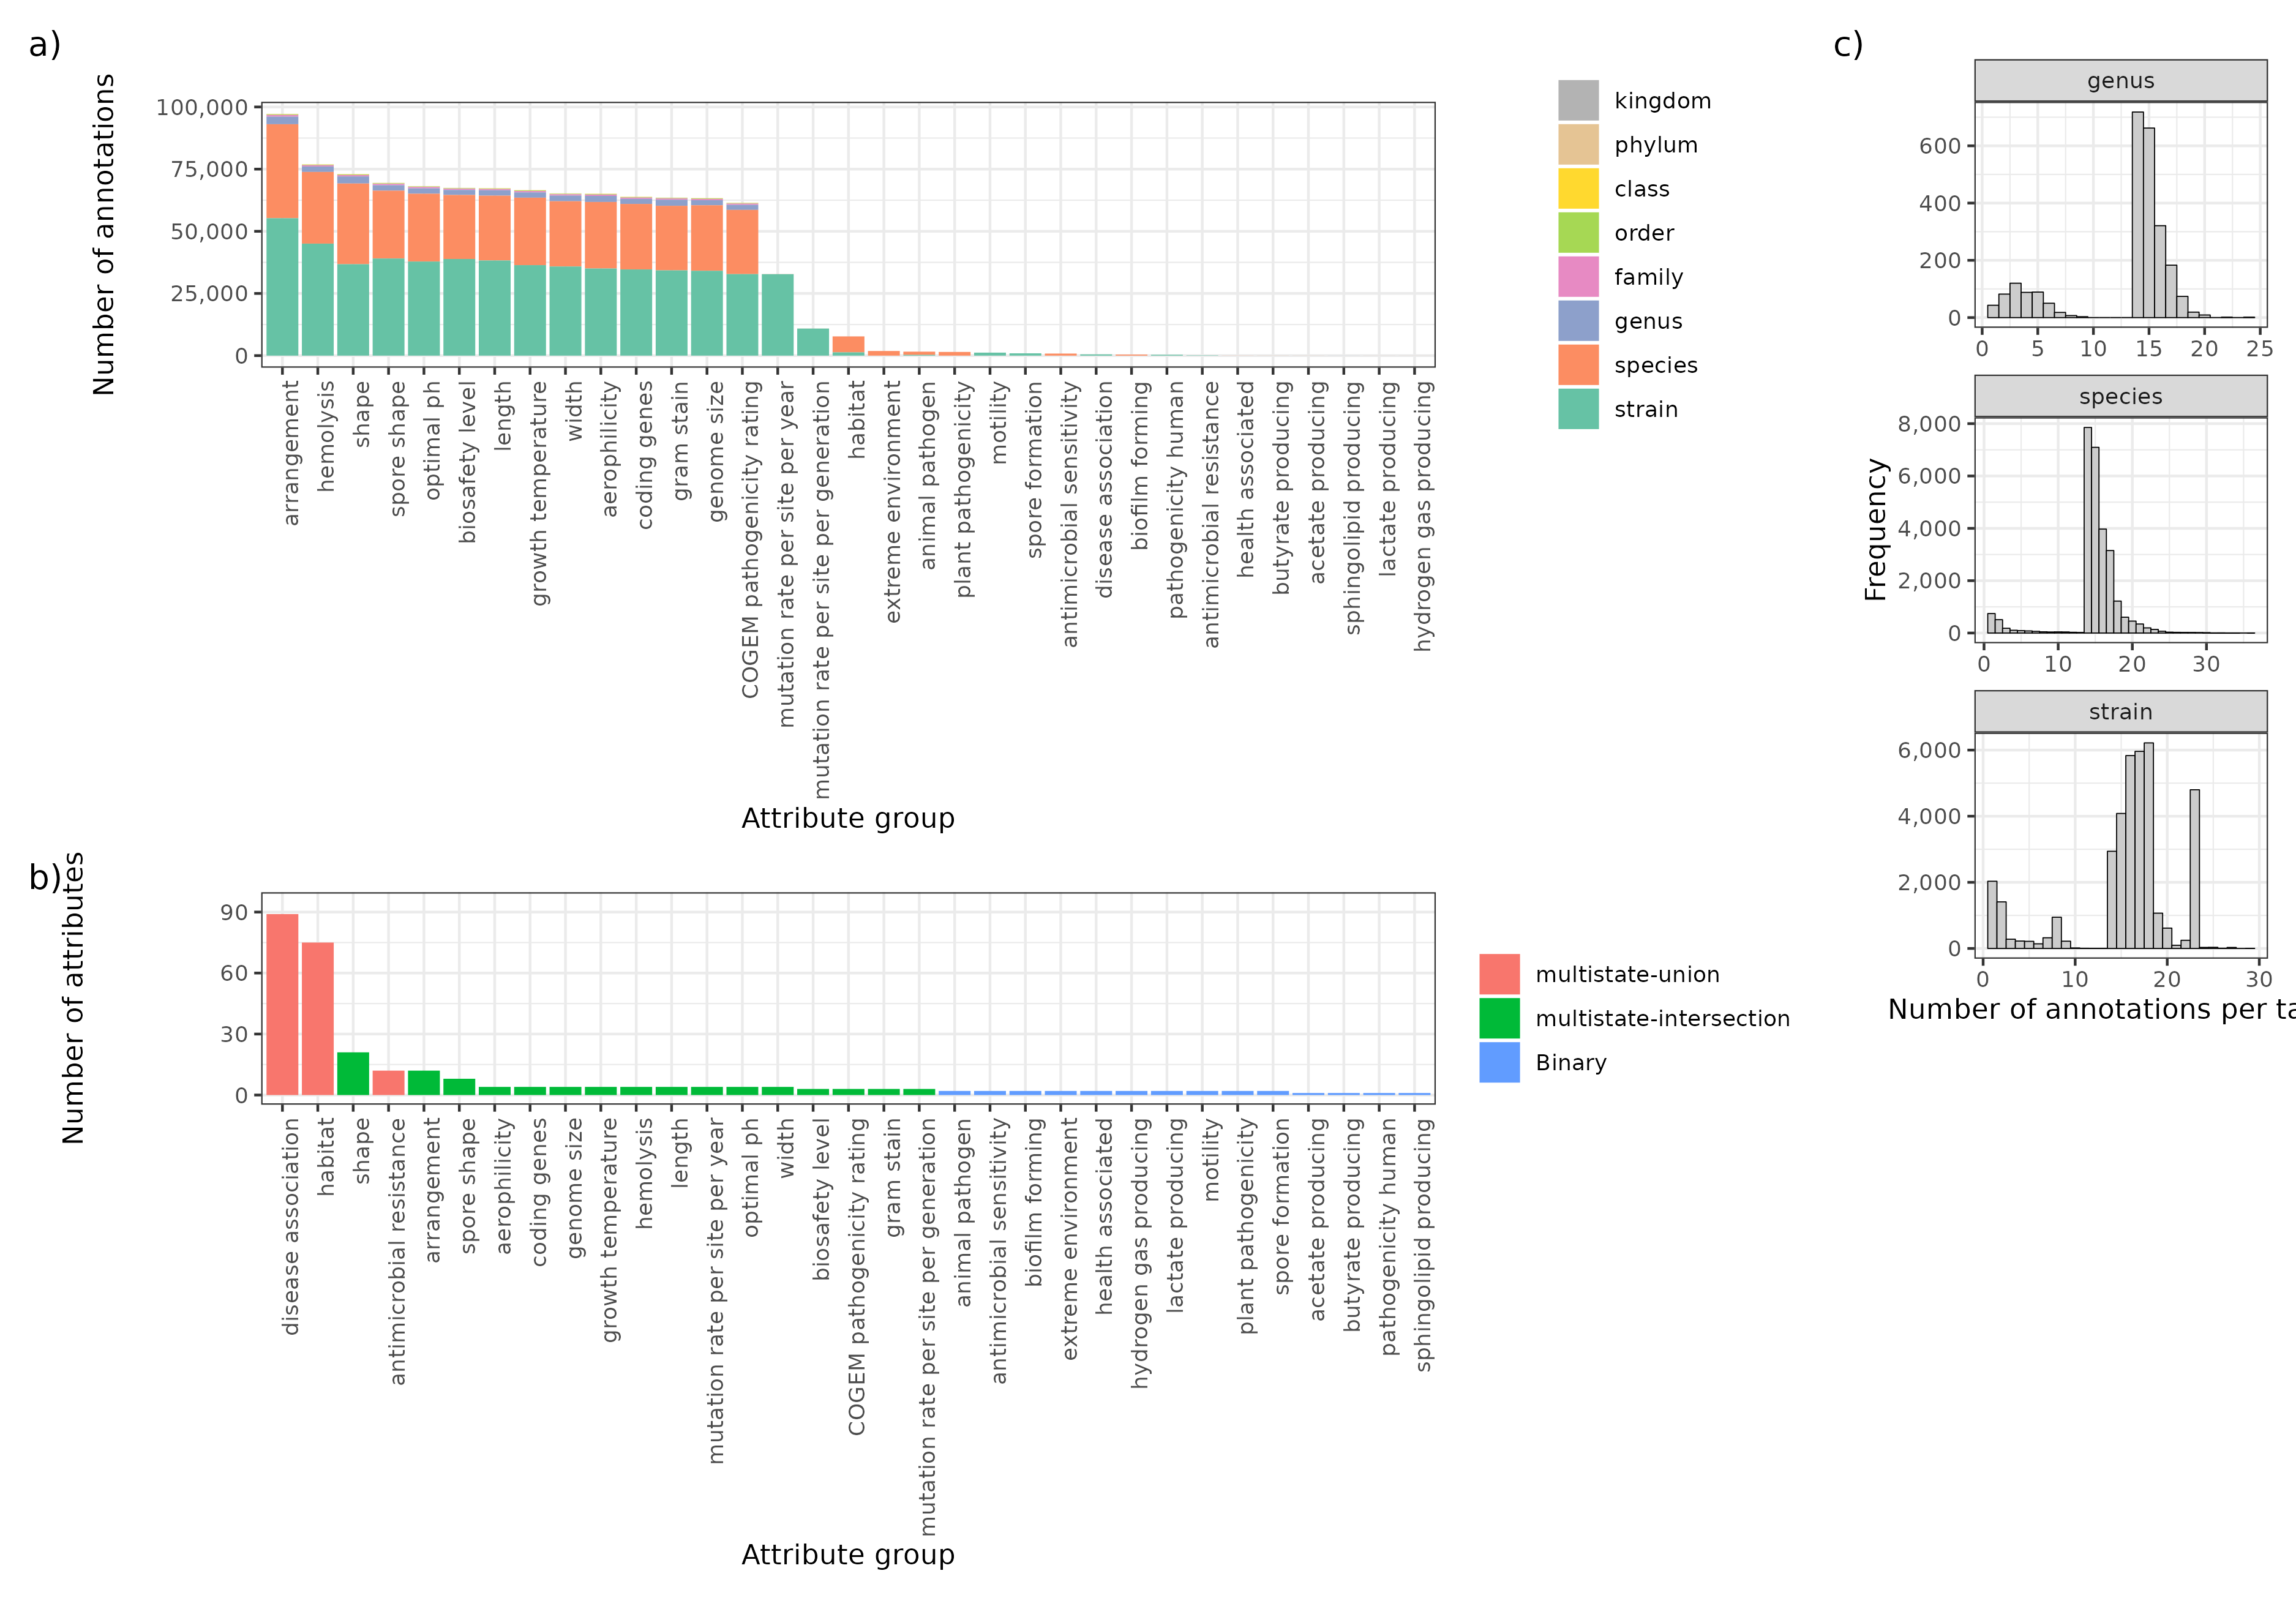 a)
Number of annotations
100,000
75,000
50,000
25,000
0
arrangement
hemolysis
shape
spore shape
optimal ph
biosafety level
length
growth temperature
width
aerophilicity
coding genes
gram stain
genome size
COGEM pathogenicity rating
mutation rate per site per year
mutation rate per site per generation
habitat
extreme environment
animal pathogen
plant pathogenicity
motility
spore formation
antimicrobial sensitivity
disease association
biofilm forming
pathogenicity human
antimicrobial resistance
health associated
butyrate producing
acetate producing
sphingolipid producing
lactate producing
hydrogen gas producing
Attribute group
kingdom
phylum
class
order
family
genus
species
strain
b)
Number of attributes
90
60
30
0
disease association
habitat
shape
antimicrobial resistance
arrangement
spore shape
aerophilicity
coding genes
genome size
growth temperature
hemolysis
length
mutation rate per site per year
optimal ph
width
biosafety level
COGEM pathogenicity rating
gram stain
mutation rate per site per generation
animal pathogen
antimicrobial sensitivity
biofilm forming
extreme environment
health associated
hydrogen gas producing
lactate producing
motility
plant pathogenicity
spore formation
acetate producing
butyrate producing
pathogenicity human
sphingolipid producing
Attribute group
multistate-union
multistate-intersection
Binary
c)
Frequency
genus
600
400
200
0
0 5 10 15 20 25
species
8,000
6,000
4,000
2,000
0
0 10 20 30
strain
6,000
4,000
2,000
0
0 10 20 30
Number of annotations per ta